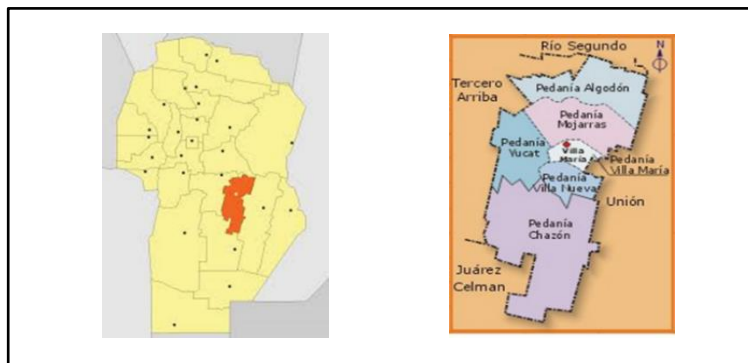 Río Segundo
N
Tercero
Arriba
Pedanía Algodón
Pedanía
Mojarras
Pedanía
Yucat
Villa
María
Pedanía
Villa María
Pedanía
Villa Nueva
Unión
Pedanía
Chazón
Juárez
Celman